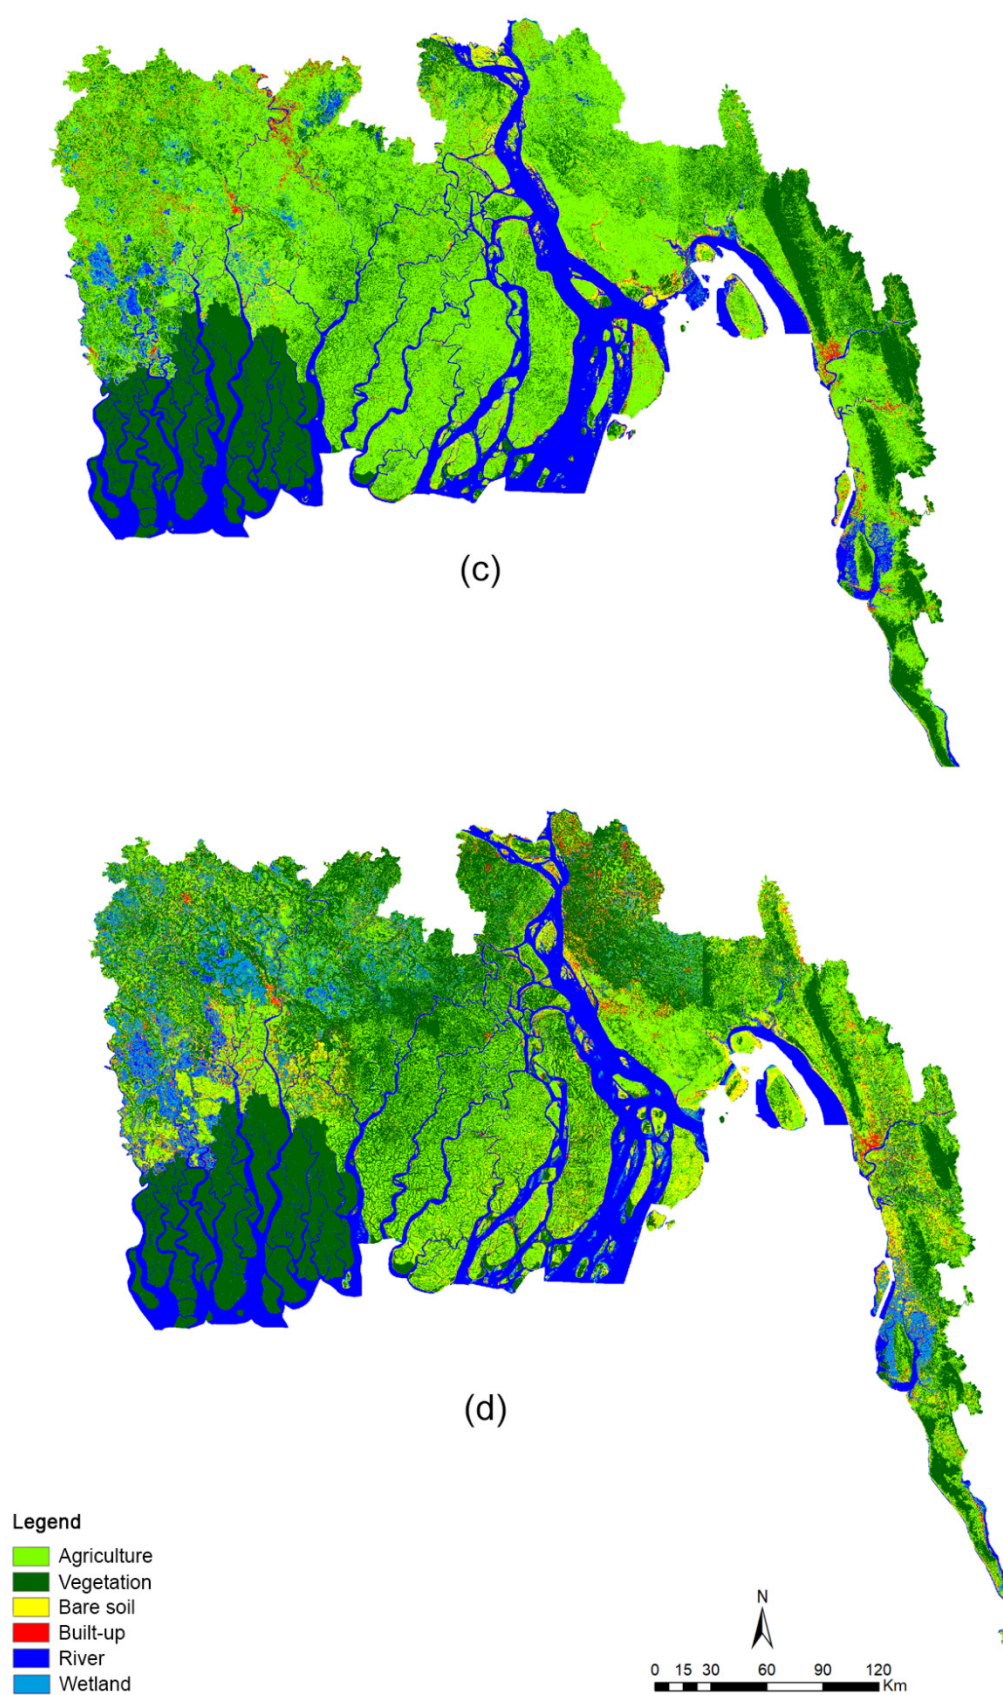 (c)
(d)
Legend
Agriculture
Vegetation
Bare soil
Built-up
River
Wetland
N
0 15 30 60 90 120
Km